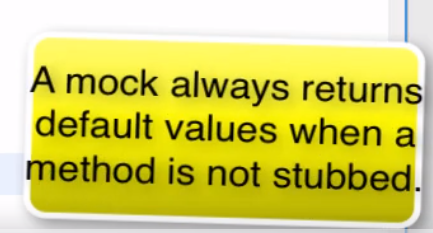 A mock always returns
default values when a
method is not stubbed.